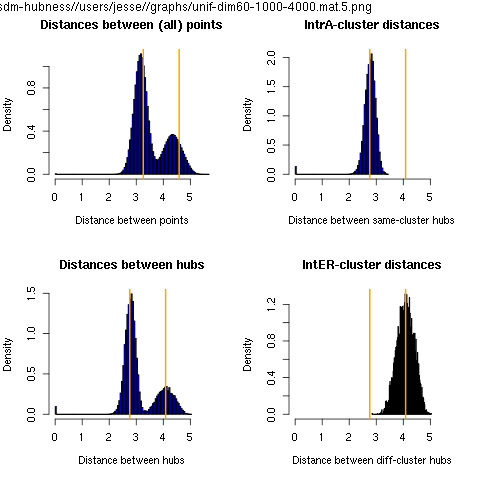 sdm-hubness//users/jesse//graphs/unif-dim60-1000-4000.mat.5.png
Distances between (all) points
Density
0.0 0.4 0.8
0 1 2 3 4 5
Distance between points
IntrA-cluster distances
Density
0.0 0.5 1.0 1.5 2.0
0 1 2 3 4 5
Distance between same-cluster hubs
Distances between hubs
Density
0.0 0.5 1.0 1.5
0 1 2 3 4 5
Distance between hubs
IntER-cluster distances
Density
0.0 0.4 0.8 1.2
0 1 2 3 4 5
Distance between diff-cluster hubs